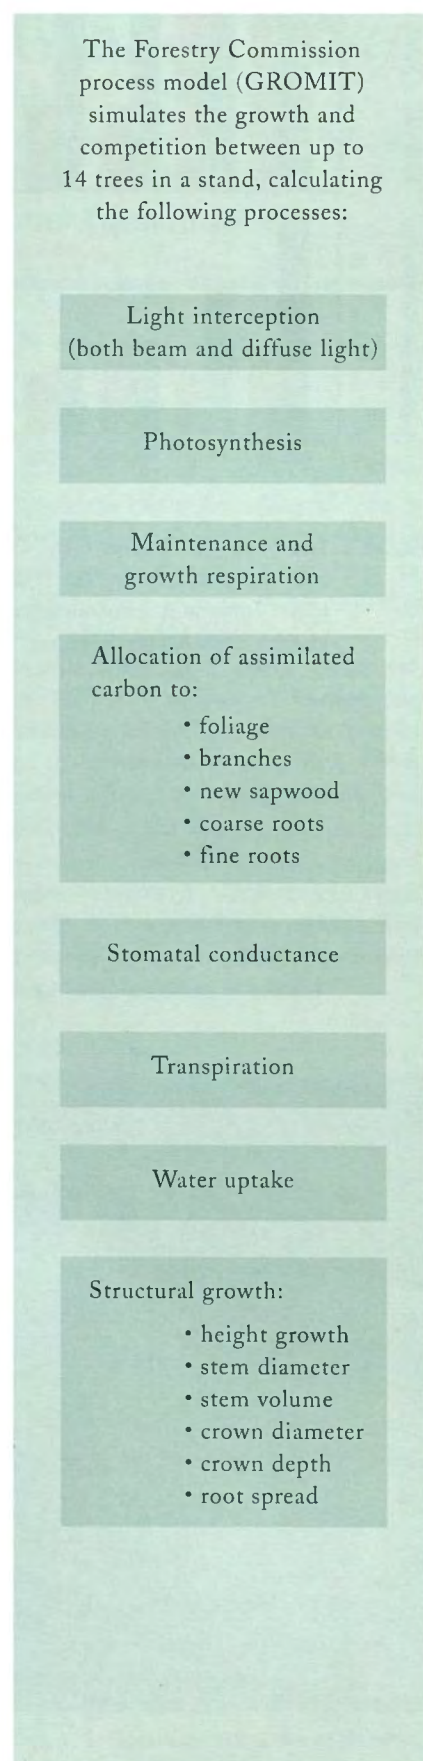 The Forestry Commission
process model (GROMIT)
simulates the growth and
competition between up to
14 trees in a stand, calculating
the following processes:
Light interception
(both beam and diffuse light)
Photosynthesis
Maintenance and
growth respiration
Allocation of assimilated
carbon to:
• foliage
• branches
• new sapwood
• coarse roots
• fine roots
Stomatal conductance
Transpiration
Water uptake
Structural growth:
• height growth
• stem diameter
• stem volume
• crown diameter
• crown depth
• root spread